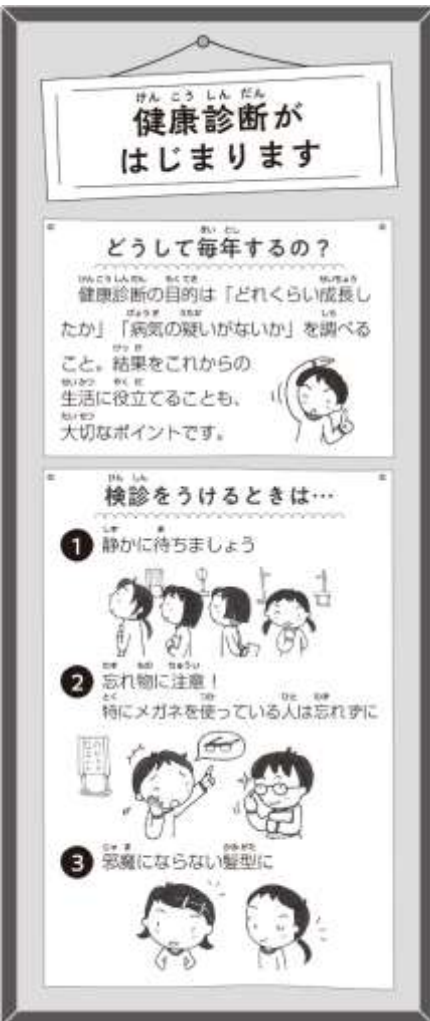 健康診断が
はじまります
どうして毎年するの？
健康診断の目的は「どれくらい成長し
たか」「病気の疑いがないか」を調べる
こと。結果をこれからの
生活に役立てることも、
大切なポイントです。
検診をうけるときは…
1 静かに待ちましょう
2 忘れ物に注意！
特にメガネを使っている人は忘れずに
3 邪魔にならない髪型に